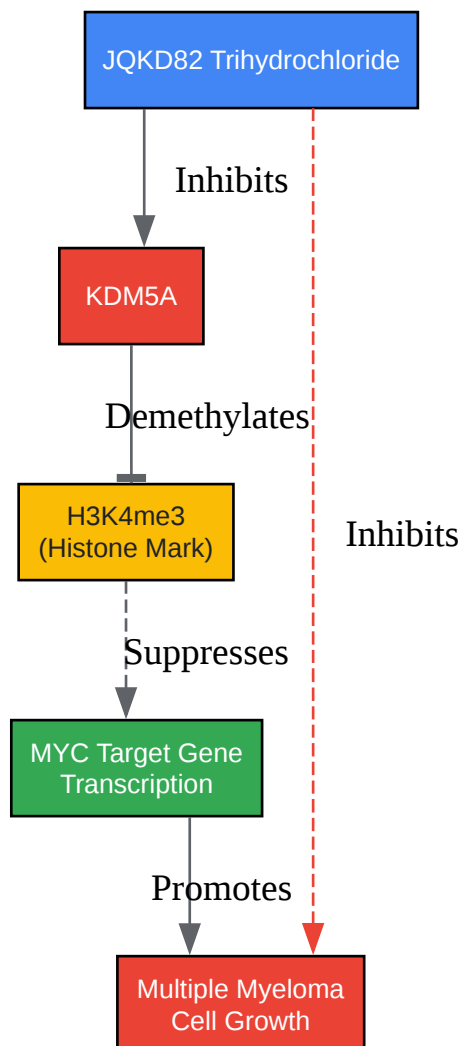 JQKD82 Trihydrochloride
Inhibits
KDM5A
Demethylates
H3K4me3
(Histone Mark)
Inhibits
Suppresses
MYC Target Gene
Transcription
Promotes
Multiple Myeloma
Cell Growth